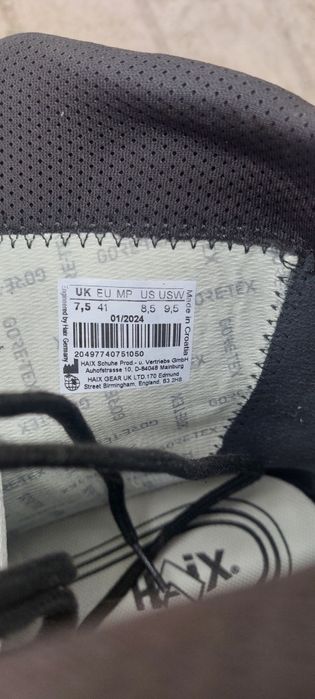 GORE-TEX
UK EU MP US USW
7,5 41 8,5 9,5
01/2024
Made in Croatia
Engineered by Haix Germany
20497740751050
HAIX Schuhe Prod.- u. Vertriebs GmbH
Auhofstrasse 10, D-84048 Mainburg
HAIX GEAR UK LTD.170 Edmund
Street Birmingham, England, B3 2HB
HAIX®